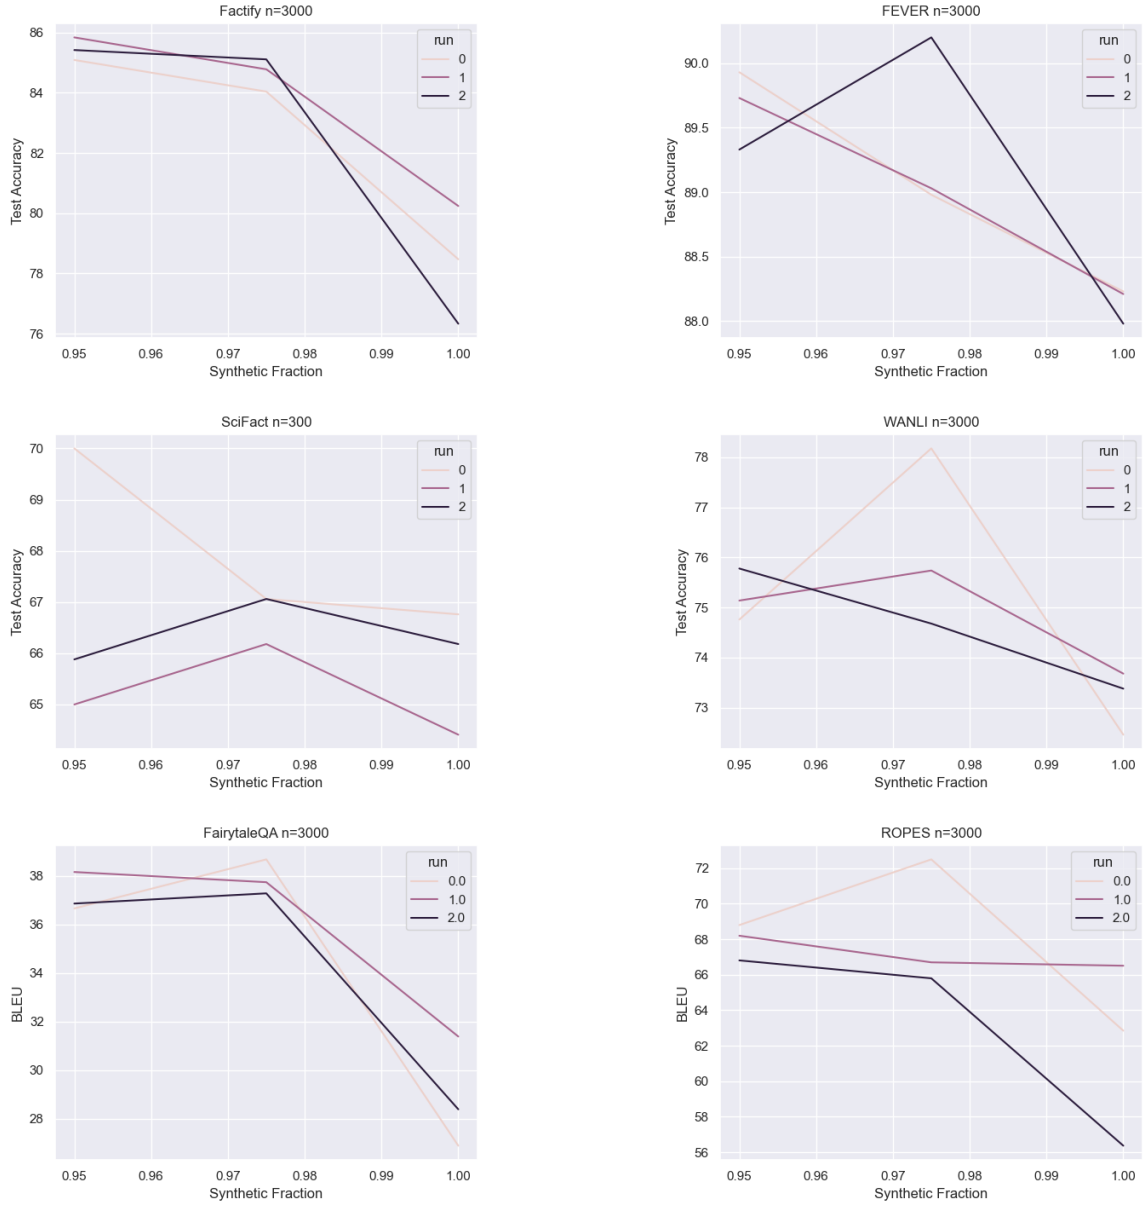 Factify n=3000
86
84
82
80
78
76
Test Accuracy
run
0
1
2
0.95 0.96 0.97 0.98 0.99 1.00
Synthetic Fraction
FEVER n=3000
90.0
89.5
89.0
88.5
88.0
Test Accuracy
run
0
1
2
0.95 0.96 0.97 0.98 0.99 1.00
Synthetic Fraction
SciFact n=300
70
69
68
67
66
65
Test Accuracy
run
0
1
2
0.95 0.96 0.97 0.98 0.99 1.00
Synthetic Fraction
WANLI n=3000
78
77
76
75
74
73
Test Accuracy
run
0
1
2
0.95 0.96 0.97 0.98 0.99 1.00
Synthetic Fraction
FairytaleQA n=3000
38
36
34
32
30
28
BLEU
run
0.0
1.0
2.0
0.95 0.96 0.97 0.98 0.99 1.00
Synthetic Fraction
ROPES n=3000
72
70
68
66
64
62
60
58
56
BLEU
run
0.0
1.0
2.0
0.95 0.96 0.97 0.98 0.99 1.00
Synthetic Fraction